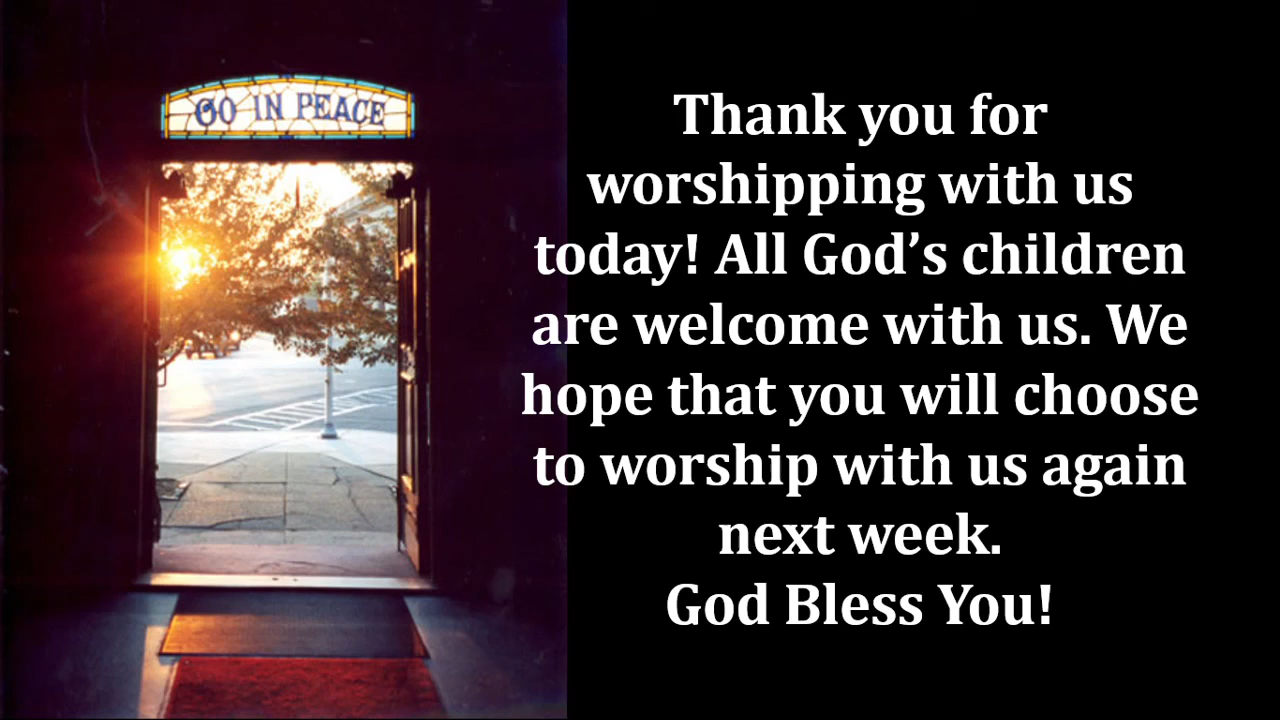 GO IN PEACE
Thank you for
worshipping with us
today! All God’s children
are welcome with us. We
hope that you will choose
to worship with us again
next week.
God Bless You!